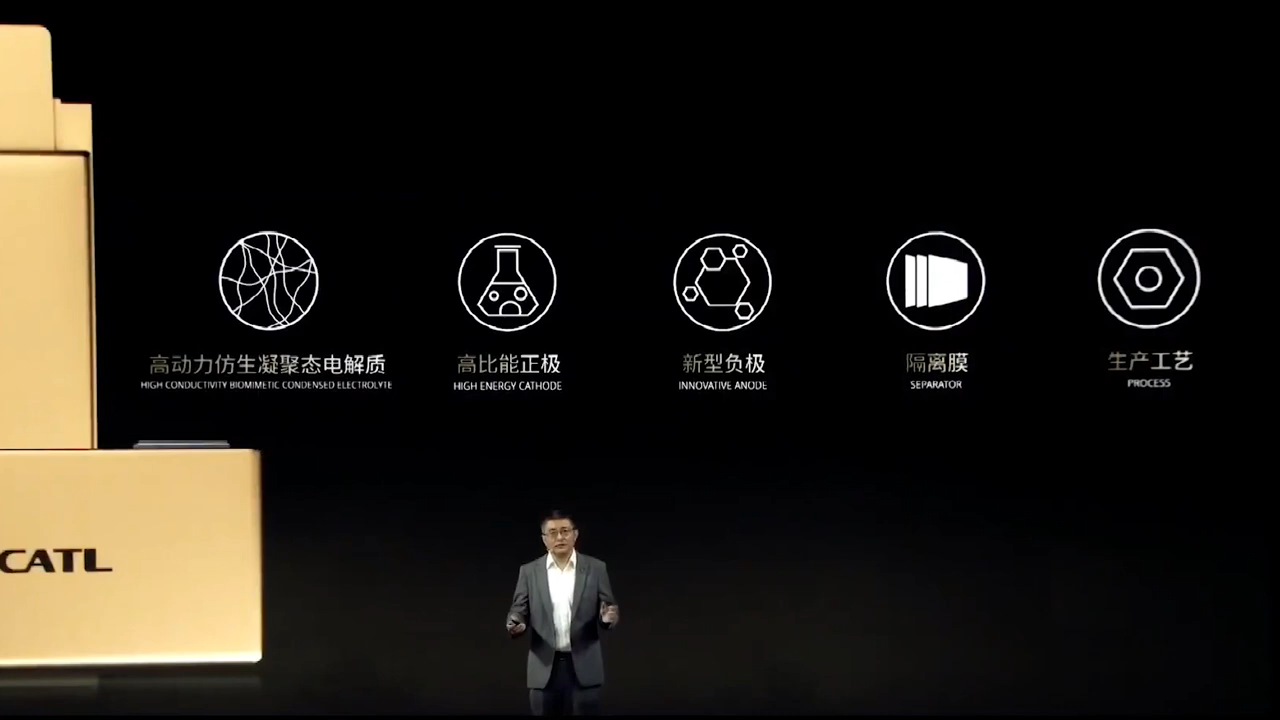 高动力仿生凝聚态电解质
HIGH CONDUCTIVITY BIOMIMETIC CONDENSED ELECTROLYTE
高比能正极
HIGH ENERGY CATHODE
新型负极
INNOVATIVE ANODE
隔离膜
SEPARATOR
生产工艺
PROCESS
CATL